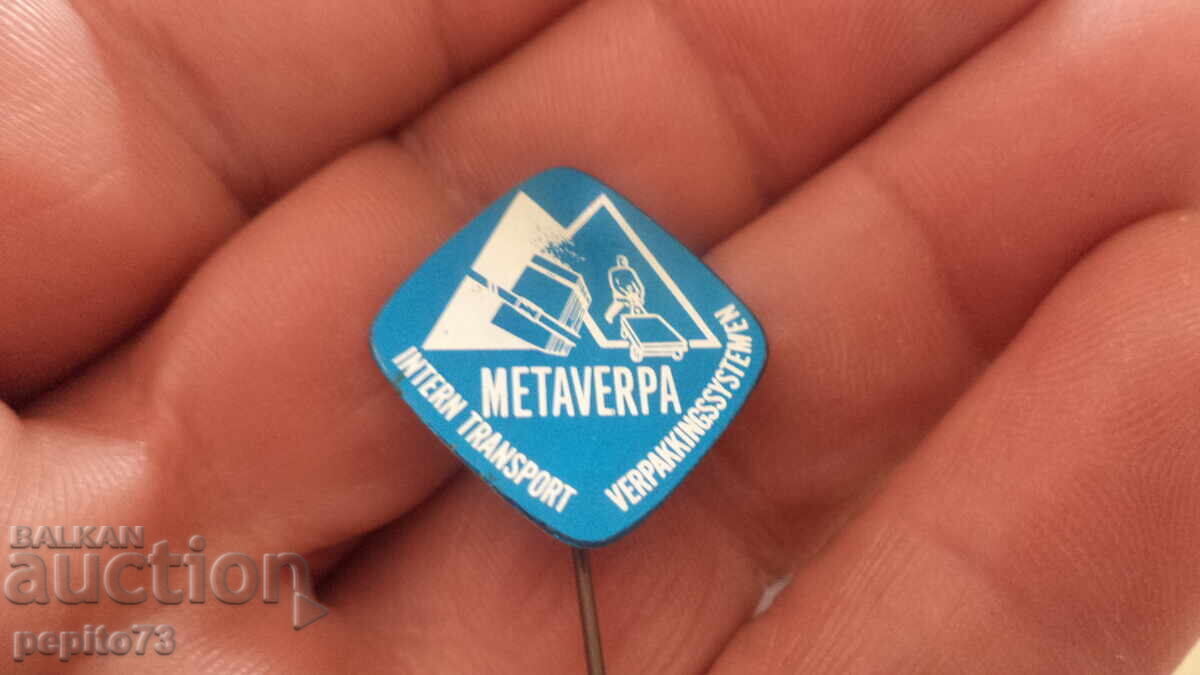 METAVERPA
INTERN TRANSPORT
VERPAKKINGSSYSTEMEN
BALKAN
auction
pepito73